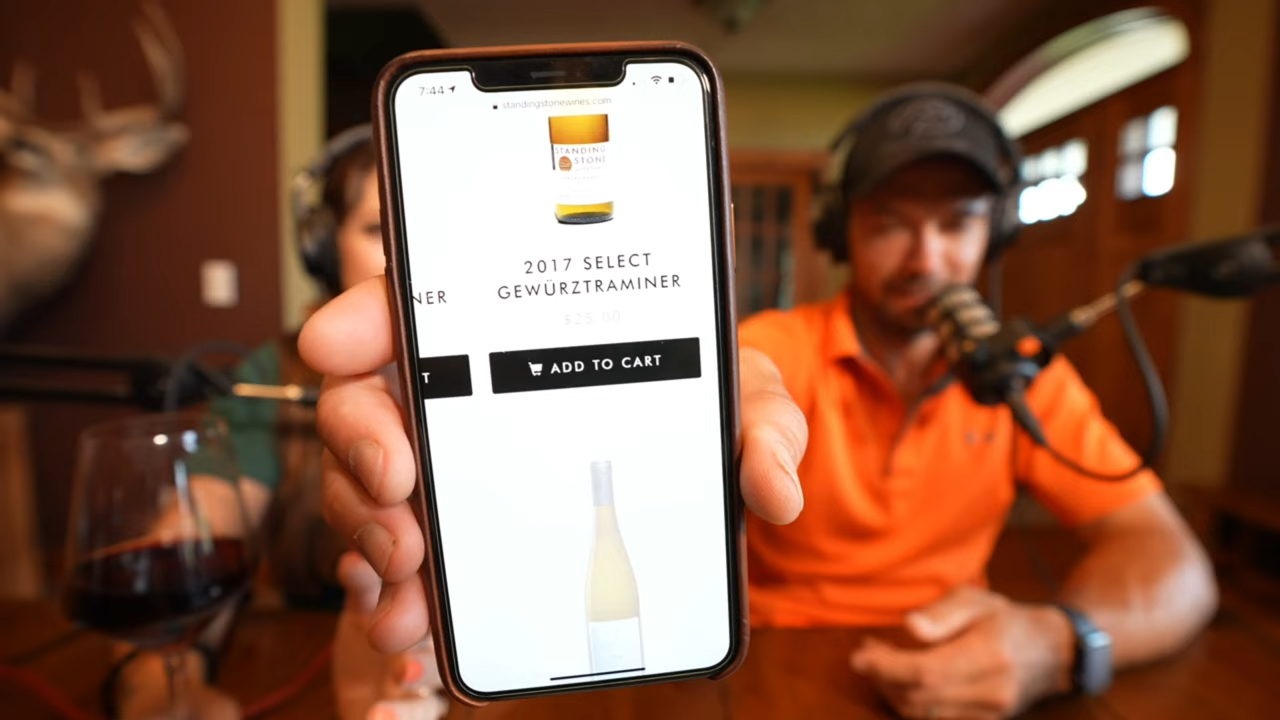 7:44
standingstonewines.com
STANDING
STONE
2017 SELECT
GEWÜRZTRAMINER
$25.00
ADD TO CART
NER
T